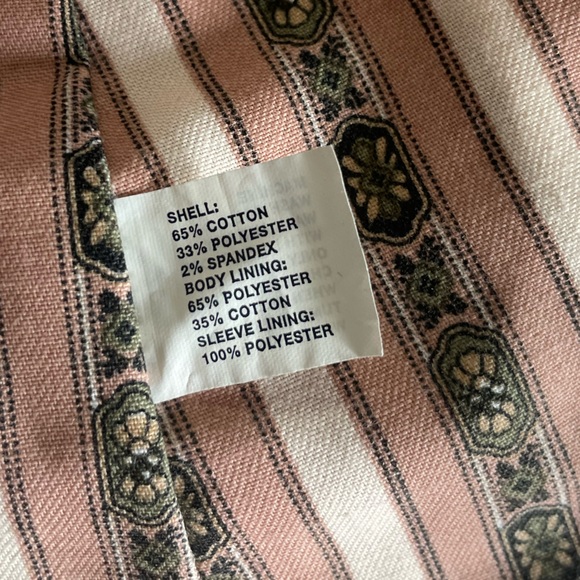 SHELL:
65% COTTON
33% POLYESTER
2% SPANDEX
BODY LINING:
65% POLYESTER
35% COTTON
SLEEVE LINING:
100% POLYESTER